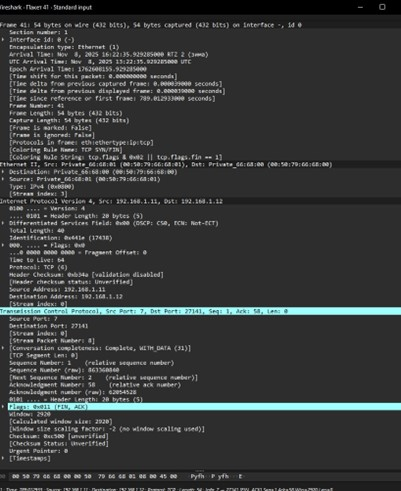 Wireshark · Пакет 41 · Standard input
Frame 41: 54 bytes on wire (432 bits), 54 bytes captured (432 bits) on interface -, id 0
Section number: 1
Interface id: 0 (-)
Encapsulation type: Ethernet (1)
Arrival Time: Nov 8, 2025 16:22:35.929285000 RTZ 2 (зима)
UTC Arrival Time: Nov 8, 2025 13:22:35.929285000 UTC
Epoch Arrival Time: 1762608155.929285000
[Time shift for this packet: 0.000000000 seconds]
[Time delta from previous captured frame: 0.000039000 seconds]
[Time delta from previous displayed frame: 0.000039000 seconds]
[Time since reference or first frame: 789.012933000 seconds]
Frame Number: 41
Frame Length: 54 bytes (432 bits)
Capture Length: 54 bytes (432 bits)
[Frame is marked: False]
[Frame is ignored: False]
[Protocols in frame: eth:ethertype:ip:tcp]
[Coloring Rule Name: TCP SYN/FIN]
[Coloring Rule String: tcp.flags & 0x02 || tcp.flags.fin == 1]
Ethernet II, Src: Private_66:68:01 (00:50:79:66:68:01), Dst: Private_66:68:00 (00:50:79:66:68:00)
Destination: Private_66:68:00 (00:50:79:66:68:00)
Source: Private_66:68:01 (00:50:79:66:68:01)
Type: IPv4 (0x0800)
[Stream index: 3]
Internet Protocol Version 4, Src: 192.168.1.11, Dst: 192.168.1.12
0100 .... = Version: 4
.... 0101 = Header Length: 20 bytes (5)
Differentiated Services Field: 0x00 (DSCP: CS0, ECN: Not-ECT)
Total Length: 40
Identification: 0x441e (17438)
000. .... = Flags: 0x0
...0 0000 0000 0000 = Fragment Offset: 0
Time to Live: 64
Protocol: TCP (6)
Header Checksum: [validation disabled]
[Header checksum status: Unverified]
Source Address: 192.168.1.11
Destination Address: 192.168.1.12
[Stream index: 0]
Transmission Control Protocol, Src Port: 7, Dst Port: 27141, Seq: 1, Ack: 58, Len: 0
Source Port: 7
Destination Port: 27141
[Stream index: 0]
[Stream Packet Number: 8]
[Conversation completeness: Complete, WITH_DATA (31)]
[TCP Segment Len: 0]
Sequence Number: 1 (relative sequence number)
Sequence Number (raw): 863360840
[Next Sequence Number: 2 (relative sequence number)]
Acknowledgment Number: 58 (relative ack number)
Acknowledgment number (raw): 62054528
0101 .... = Header Length: 20 bytes (5)
Flags: 0x011 (FIN, ACK)
Window: 2920
[Calculated window size: 2920]
[Window size scaling factor: -2 (no window scaling used)]
Checksum: 0xc500 [unverified]
[Checksum Status: Unverified]
Urgent Pointer: 0
[Timestamps]
00 50 79 66 68 00 00 50 79 66 68 01 08 00 45 00